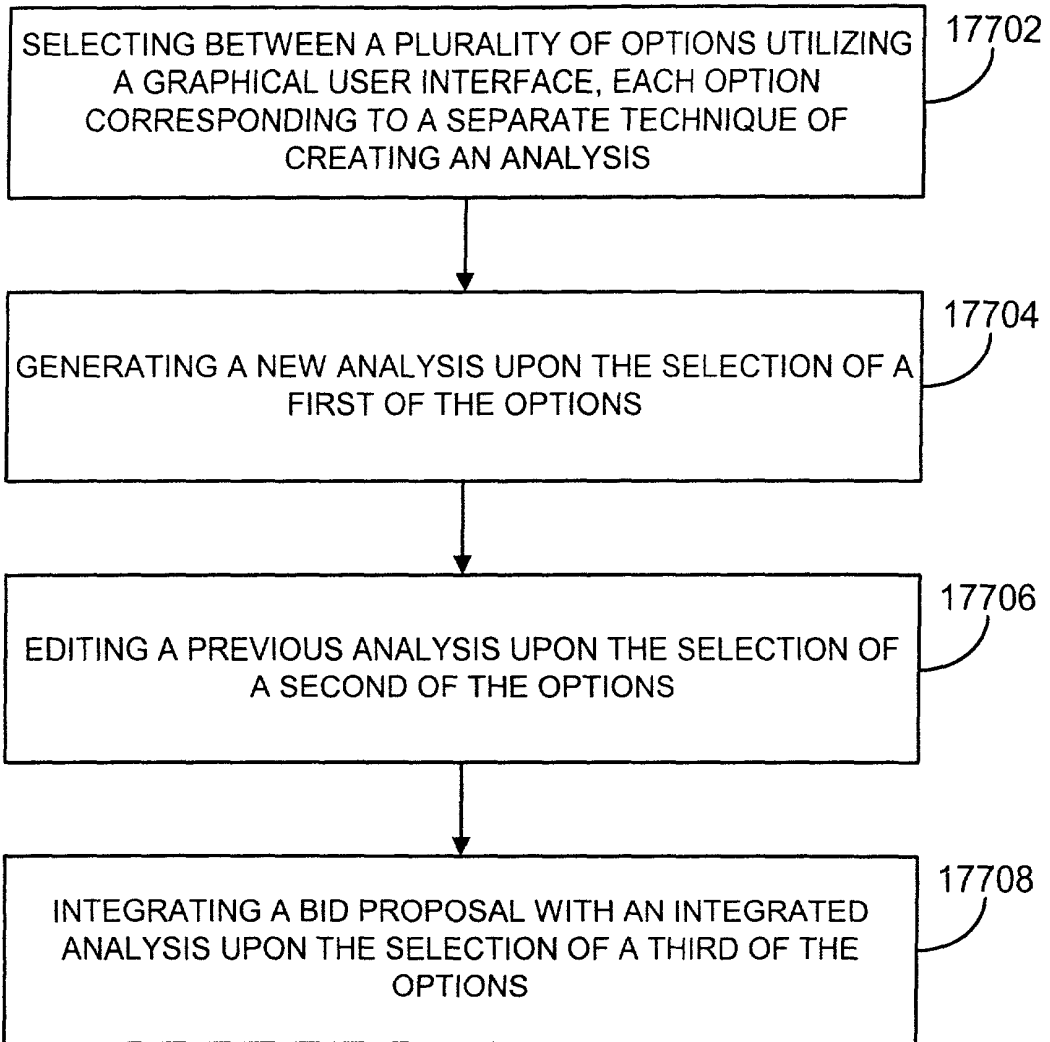 SELECTING BETWEEN A PLURALITY OF OPTIONS UTILIZING
A GRAPHICAL USER INTERFACE, EACH OPTION
CORRESPONDING TO A SEPARATE TECHNIQUE OF
CREATING AN ANALYSIS
17702
GENERATING A NEW ANALYSIS UPON THE SELECTION OF A
FIRST OF THE OPTIONS
17704
EDITING A PREVIOUS ANALYSIS UPON THE SELECTION OF
A SECOND OF THE OPTIONS
17706
INTEGRATING A BID PROPOSAL WITH AN INTEGRATED
ANALYSIS UPON THE SELECTION OF A THIRD OF THE
OPTIONS
17708